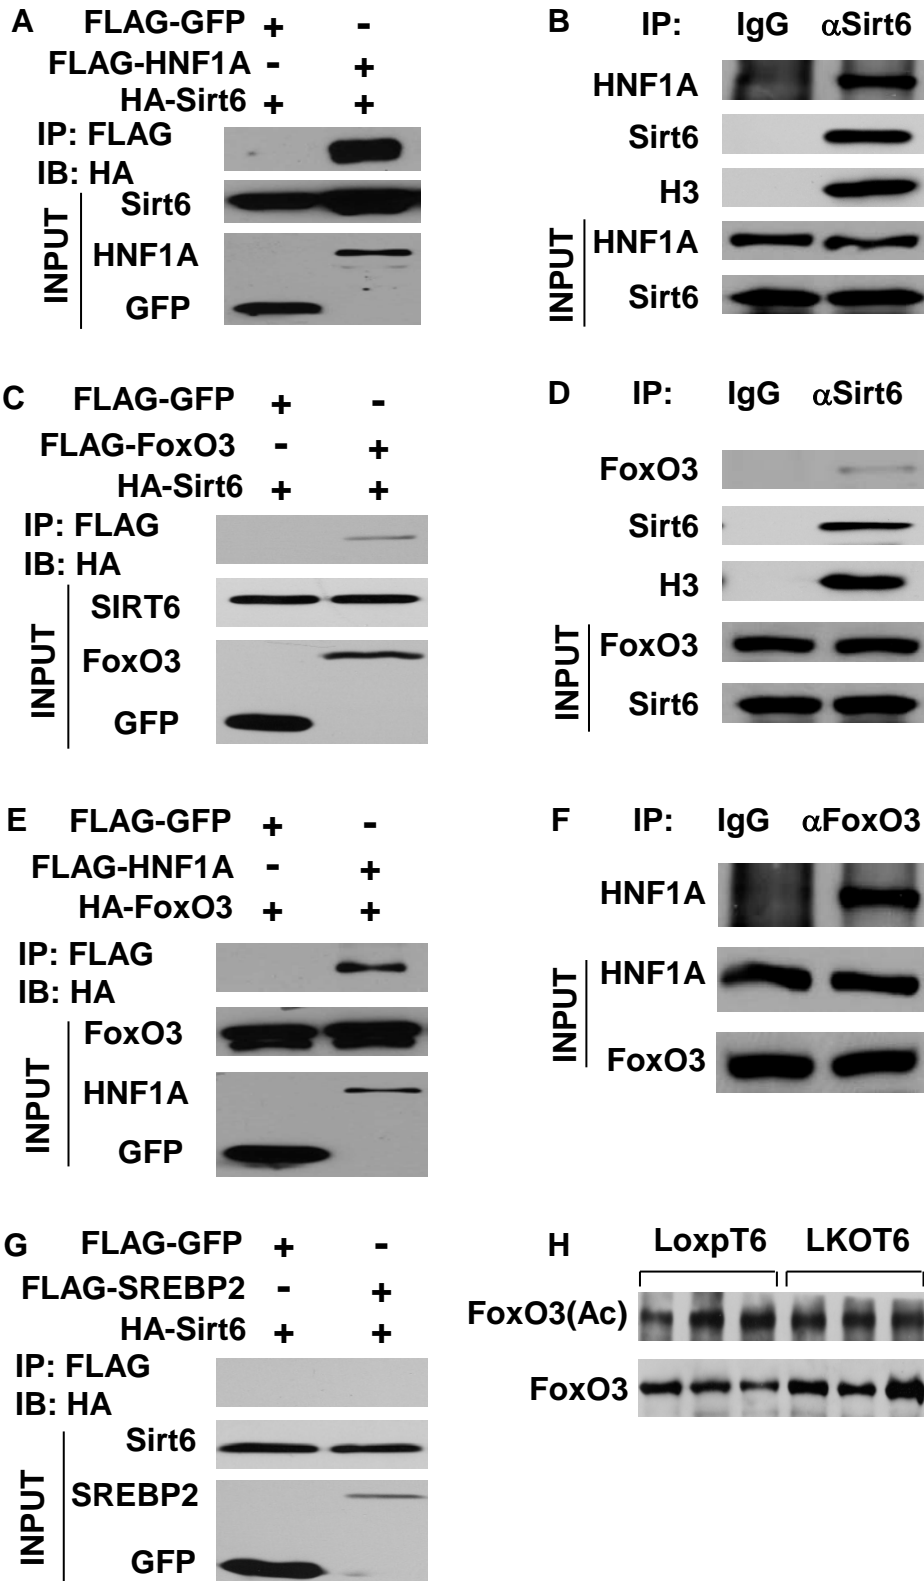 A FLAG-GFP + -
FLAG-HNF1A - +
HA-Sirt6 + +
IP: FLAG
IB: HA
INPUT
Sirt6
HNF1A
GFP
B IP: IgG αSirt6
HNF1A
Sirt6
H3
INPUT
HNF1A
Sirt6
C FLAG-GFP + -
FLAG-FoxO3 - +
HA-Sirt6 + +
IP: FLAG
IB: HA
INPUT
SIRT6
FoxO3
GFP
D IP: IgG αSirt6
FoxO3
Sirt6
H3
INPUT
FoxO3
Sirt6
E FLAG-GFP + -
FLAG-HNF1A - +
HA-FoxO3 + +
IP: FLAG
IB: HA
INPUT
FoxO3
HNF1A
GFP
F IP: IgG αFoxO3
HNF1A
INPUT
HNF1A
FoxO3
G FLAG-GFP + -
FLAG-SREBP2 - +
HA-Sirt6 + +
IP: FLAG
IB: HA
INPUT
Sirt6
SREBP2
GFP
H LoxpT6 LKOT6
FoxO3(Ac)
FoxO3